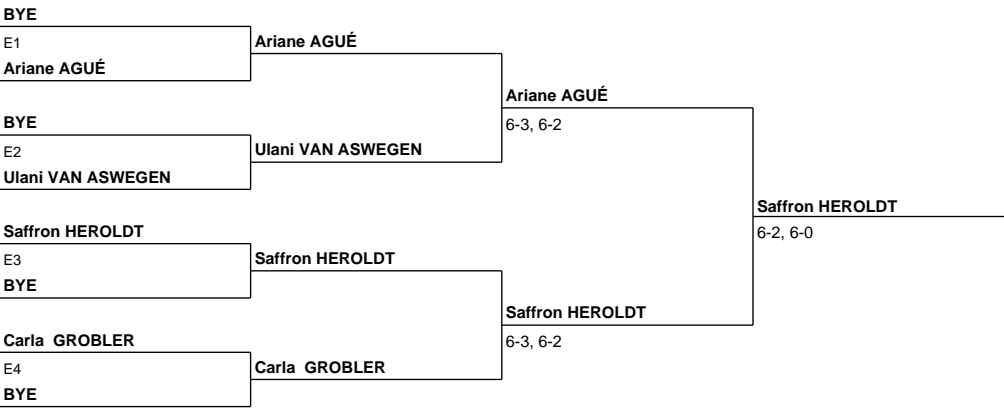 BYE
E1
Ariane AGUÉ
BYE
E2
Ulani VAN ASWEGEN
Saffron HEROLDT
E3
BYE
Carla  GROBLER
E4
BYE
Ariane AGUÉ
Ulani VAN ASWEGEN
Saffron HEROLDT
Carla  GROBLER
Ariane AGUÉ
6-3, 6-2
Saffron HEROLDT
6-3, 6-2
Saffron HEROLDT
6-2, 6-0